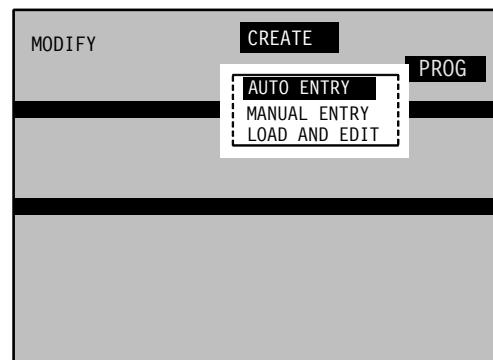 MODIFY
CREATE
PROG
AUTO ENTRY
MANUAL ENTRY
LOAD AND EDIT